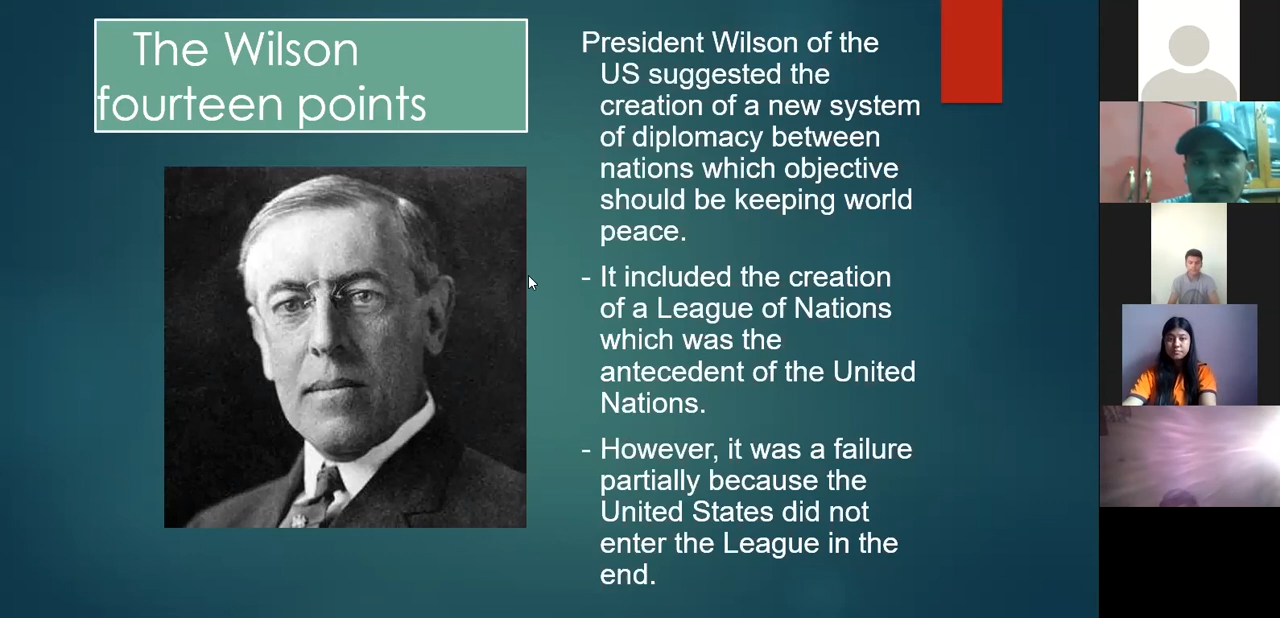 The Wilson
fourteen points
President Wilson of the
US suggested the
creation of a new system
of diplomacy between
nations which objective
should be keeping world
peace.
- It included the creation
of a League of Nations
which was the
antecedent of the United
Nations.
- However, it was a failure
partially because the
United States did not
enter the League in the
end.